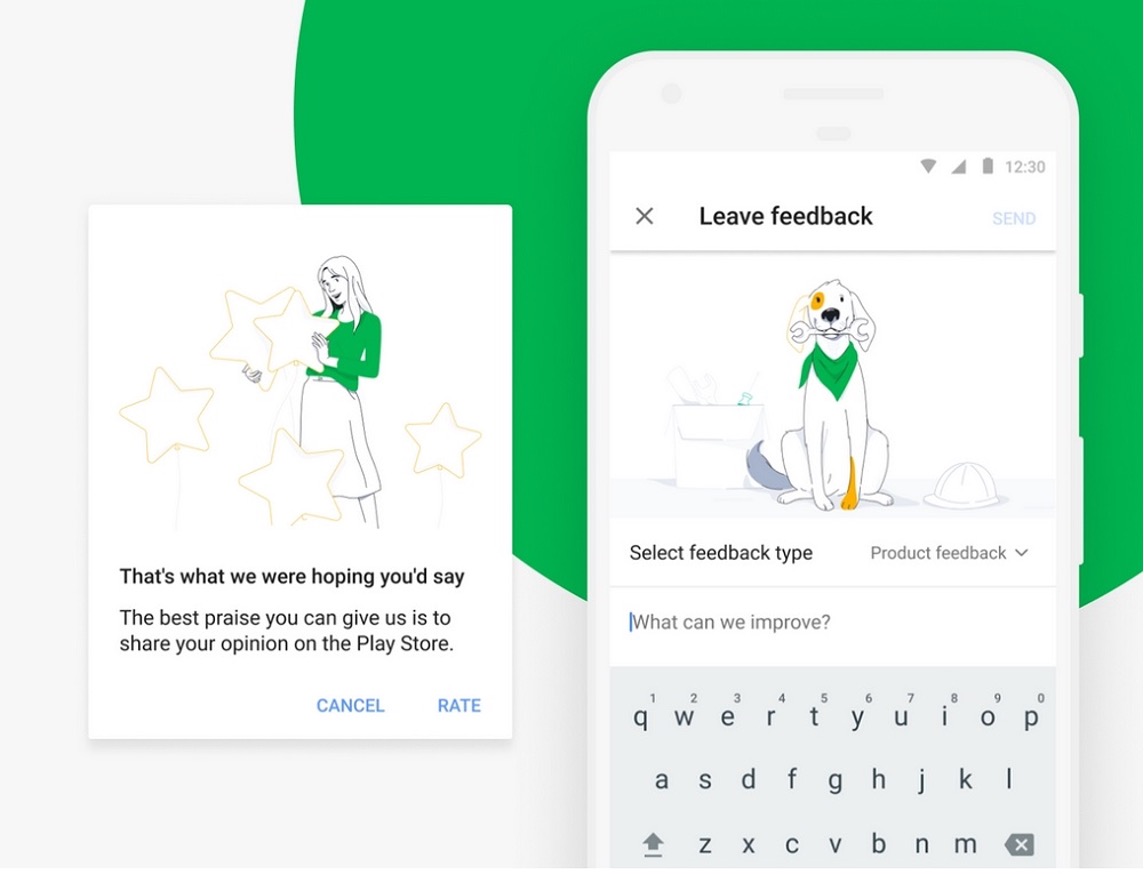 That's what we were hoping you'd say
The best praise you can give us is to
share your opinion on the Play Store.
CANCEL RATE
12:30
Leave feedback SEND
Select feedback type Product feedback
What can we improve?
1 2 3 4 5 6 7 8 9 0
q w e r t y u i o p
a s d f g h j k l
z x c v b n m